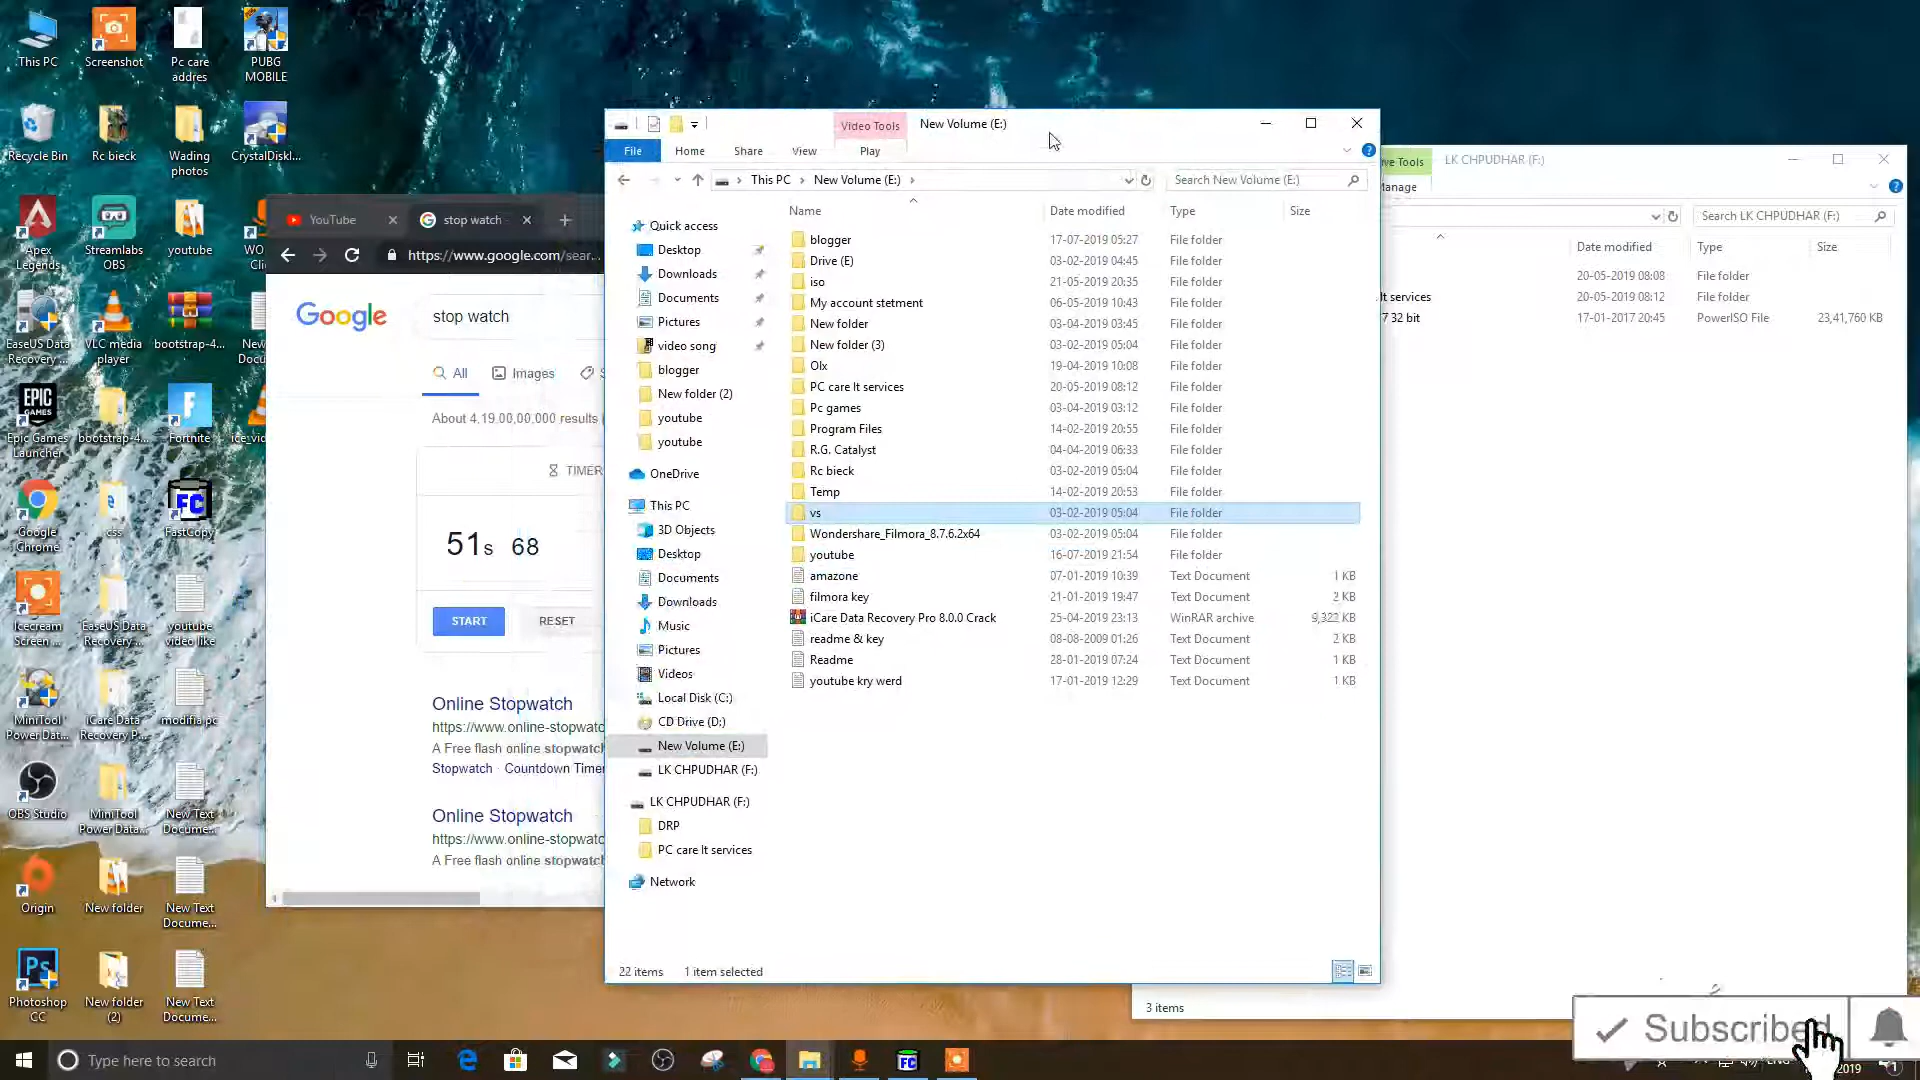 This PC
Screenshot
Pc care
addres
PUBG
MOBILE
Recycle Bin
Rc bieck
Wading
photos
CrystalDiskI...
Apex
Legends
Streamlabs
OBS
youtube
EaseUS Data
Recovery ...
VLC media
player
bootstrap-4...
Epic Games
Launcher
bootstrap-4...
Fortnite
Google
Chrome
css
FastCopy
Icecream
Screen ...
EaseUS Data
Recovery...
youtube
video like
MiniTool
Power Dat...
iCare Data
Recovery P...
modifia pc
OBS Studio
MiniTool
Power Data...
New Text
Docume...
Origin
New folder
New Text
Docume...
Photoshop
CC
New folder
(2)
New Text
Docume...
YouTube
stop watch -
https://www.google.com/sear...
Google
stop watch
All
Images
About 4,19,00,00,000 results
TIMER
51s 68
START
RESET
Online Stopwatch
https://www.online-stopwatc
A Free flash online stopwatch
Stopwatch · Countdown Timer
Online Stopwatch
https://www.online-stopwatc
A Free flash online stopwatch
Video Tools
New Volume (E:)
File
Home
Share
View
Play
This PC
New Volume (E:)
Search New Volume (E:)
Name
Date modified
Type
Size
Quick access
Desktop
Downloads
Documents
Pictures
video song
blogger
New folder (2)
youtube
youtube
OneDrive
This PC
3D Objects
Desktop
Documents
Downloads
Music
Pictures
Videos
Local Disk (C:)
CD Drive (D:)
New Volume (E:)
LK CHPUDHAR (F:)
LK CHPUDHAR (F:)
DRP
PC care It services
Network
blogger 17-07-2019 05:27 File folder
Drive (E) 03-02-2019 04:45 File folder
iso 21-05-2019 20:35 File folder
My account stetment 06-05-2019 10:43 File folder
New folder 03-04-2019 03:45 File folder
New folder (3) 03-02-2019 05:04 File folder
Olx 19-04-2019 10:08 File folder
PC care It services 20-05-2019 08:12 File folder
Pc games 03-04-2019 03:12 File folder
Program Files 14-02-2019 20:55 File folder
R.G. Catalyst 04-04-2019 06:33 File folder
Rc bieck 03-02-2019 05:04 File folder
Temp 14-02-2019 20:53 File folder
vs 03-02-2019 05:04 File folder
Wondershare_Filmora_8.7.6.2x64 03-02-2019 05:04 File folder
youtube 16-07-2019 21:54 File folder
amazone 07-01-2019 10:39 Text Document 1 KB
filmora key 21-01-2019 19:47 Text Document 2 KB
iCare Data Recovery Pro 8.0.0 Crack 25-04-2019 23:13 WinRAR archive 9,322 KB
readme & key 08-08-2009 01:26 Text Document 2 KB
Readme 28-01-2019 07:24 Text Document 1 KB
youtube kry werd 17-01-2019 12:29 Text Document 1 KB
22 items
1 item selected
ve Tools
LK CHPUDHAR (F:)
Manage
Search LK CHPUDHAR (F:)
Date modified
Type
Size
20-05-2019 08:08 File folder
It services 20-05-2019 08:12 File folder
7 32 bit 17-01-2017 20:45 PowerISO File 23,41,760 KB
3 items
Subscribed
Type here to search